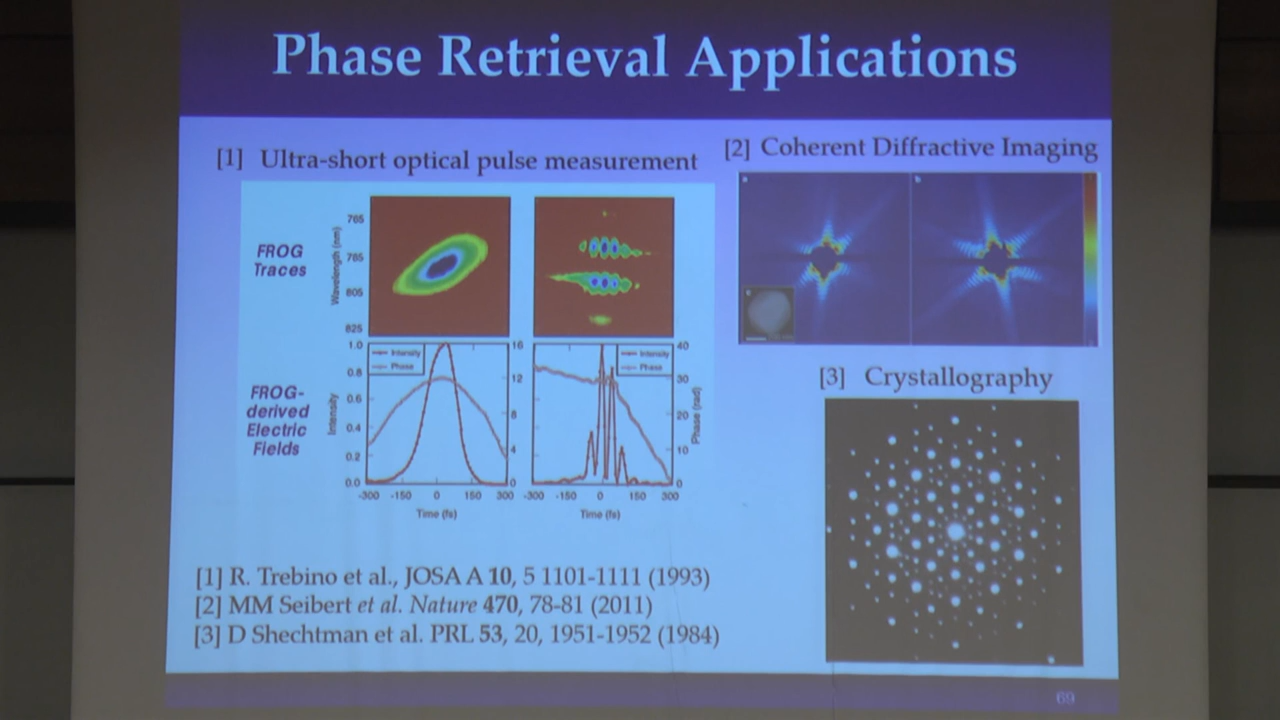 Phase Retrieval Applications
[1] Ultra-short optical pulse measurement
[2] Coherent Diffractive Imaging
FROG
Traces
Wavelength (nm)
765
785
805
825
a
b
c
FROG-
derived
Electric
Fields
Intensity
1.0
0.8
0.6
0.4
0.2
0.0
Intensity
Phase
16
12
8
4
0
-300 -150 0 150 300
Time (fs)
Intensity
Phase
40
30
20
10
0
Phase (rad)
-300 -150 0 150 300
Time (fs)
[3] Crystallography
[1] R. Trebino et al., JOSA A 10, 5 1101-1111 (1993)
[2] MM Seibert et al. Nature 470, 78-81 (2011)
[3] D Shechtman et al. PRL 53, 20, 1951-1952 (1984)
69